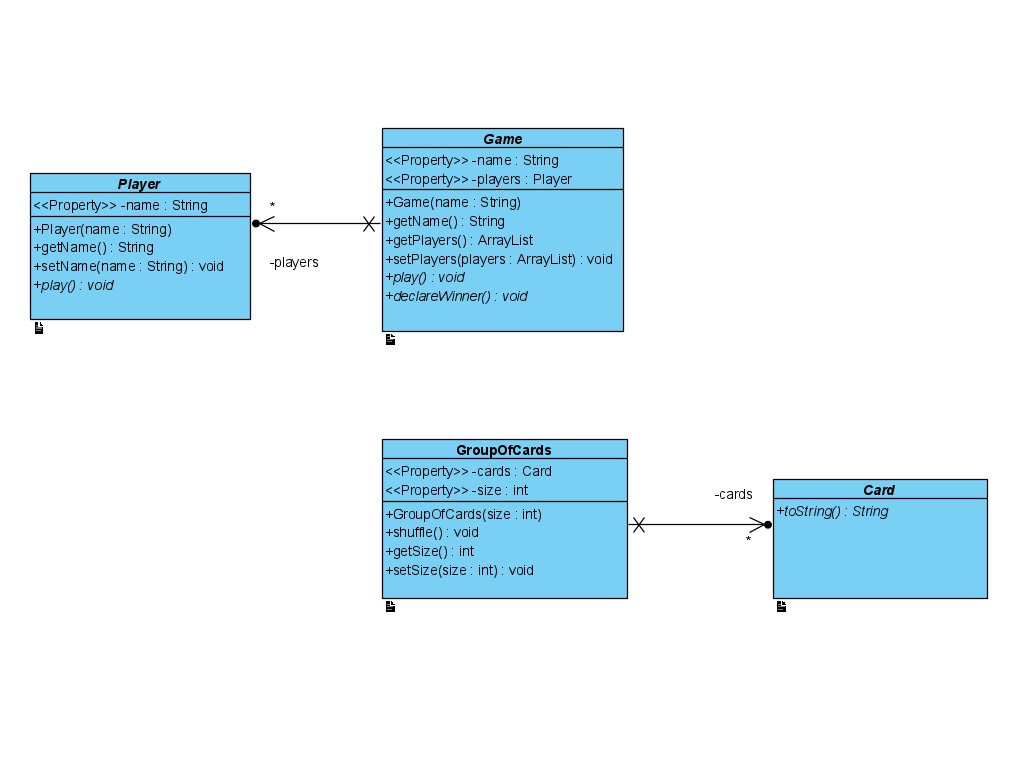 Game
<<Property>> -name : String
<<Property>> -players : Player
+Game(name : String)
+getName() : String
+getPlayers() : ArrayList
+setPlayers(players : ArrayList) : void
+play() : void
+declareWinner() : void
Player
<<Property>> -name : String
+Player(name : String)
+getName() : String
+setName(name : String) : void
+play() : void
*
-players
GroupOfCards
<<Property>> -cards : Card
<<Property>> -size : int
+GroupOfCards(size : int)
+shuffle() : void
+getSize() : int
+setSize(size : int) : void
-cards
*
Card
+toString() : String